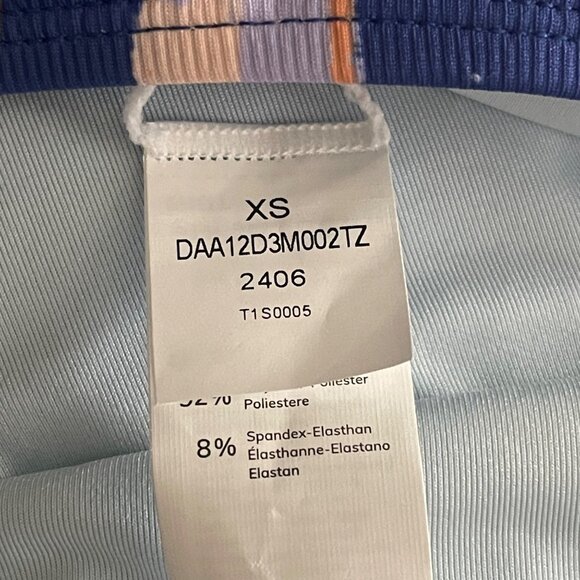 XS
DAA12D3M002TZ
2406
T1S0005
Poliestere
8% Spandex-Elasthan
Élasthanne-Elastano
Elastan